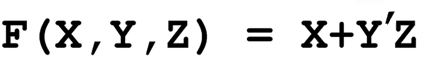 F(X,Y,Z) = X+Y′Z